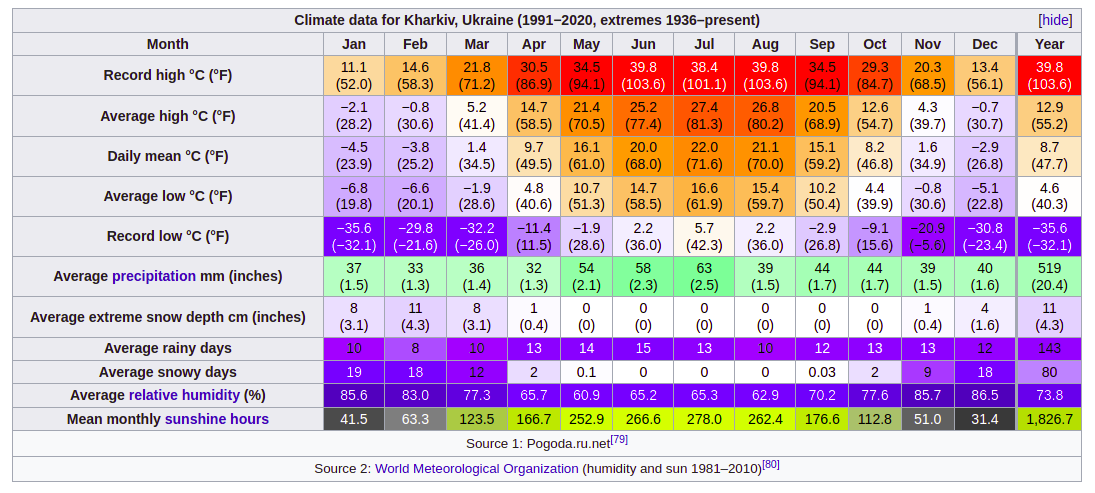 Climate data for Kharkiv, Ukraine (1991–2020, extremes 1936–present) [hide]
Month Jan Feb Mar Apr May Jun Jul Aug Sep Oct Nov Dec Year
Record high °C (°F) 11.1 (52.0) 14.6 (58.3) 21.8 (71.2) 30.5 (86.9) 34.5 (94.1) 39.8 (103.6) 38.4 (101.1) 39.8 (103.6) 34.5 (94.1) 29.3 (84.7) 20.3 (68.5) 13.4 (56.1) 39.8 (103.6)
Average high °C (°F) −2.1 (28.2) −0.8 (30.6) 5.2 (41.4) 14.7 (58.5) 21.4 (70.5) 25.2 (77.4) 27.4 (81.3) 26.8 (80.2) 20.5 (68.9) 12.6 (54.7) 4.3 (39.7) −0.7 (30.7) 12.9 (55.2)
Daily mean °C (°F) −4.5 (23.9) −3.8 (25.2) 1.4 (34.5) 9.7 (49.5) 16.1 (61.0) 20.0 (68.0) 22.0 (71.6) 21.1 (70.0) 15.1 (59.2) 8.2 (46.8) 1.6 (34.9) −2.9 (26.8) 8.7 (47.7)
Average low °C (°F) −6.8 (19.8) −6.6 (20.1) −1.9 (28.6) 4.8 (40.6) 10.7 (51.3) 14.7 (58.5) 16.6 (61.9) 15.4 (59.7) 10.2 (50.4) 4.4 (39.9) −0.8 (30.6) −5.1 (22.8) 4.6 (40.3)
Record low °C (°F) −35.6 (−32.1) −29.8 (−21.6) −32.2 (−26.0) −11.4 (11.5) −1.9 (28.6) 2.2 (36.0) 5.7 (42.3) 2.2 (36.0) −2.9 (26.8) −9.1 (15.6) −20.9 (−5.6) −30.8 (−23.4) −35.6 (−32.1)
Average precipitation mm (inches) 37 (1.5) 33 (1.3) 36 (1.4) 32 (1.3) 54 (2.1) 58 (2.3) 63 (2.5) 39 (1.5) 44 (1.7) 44 (1.7) 39 (1.5) 40 (1.6) 519 (20.4)
Average extreme snow depth cm (inches) 8 (3.1) 11 (4.3) 8 (3.1) 1 (0.4) 0 (0) 0 (0) 0 (0) 0 (0) 0 (0) 0 (0) 1 (0.4) 4 (1.6) 11 (4.3)
Average rainy days 10 8 10 13 14 15 13 10 12 13 13 12 143
Average snowy days 19 18 12 2 0.1 0 0 0 0.03 2 9 18 80
Average relative humidity (%) 85.6 83.0 77.3 65.7 60.9 65.2 65.3 62.9 70.2 77.6 85.7 86.5 73.8
Mean monthly sunshine hours 41.5 63.3 123.5 166.7 252.9 266.6 278.0 262.4 176.6 112.8 51.0 31.4 1,826.7
Source 1: Pogoda.ru.net[79]
Source 2: World Meteorological Organization (humidity and sun 1981–2010)[80]